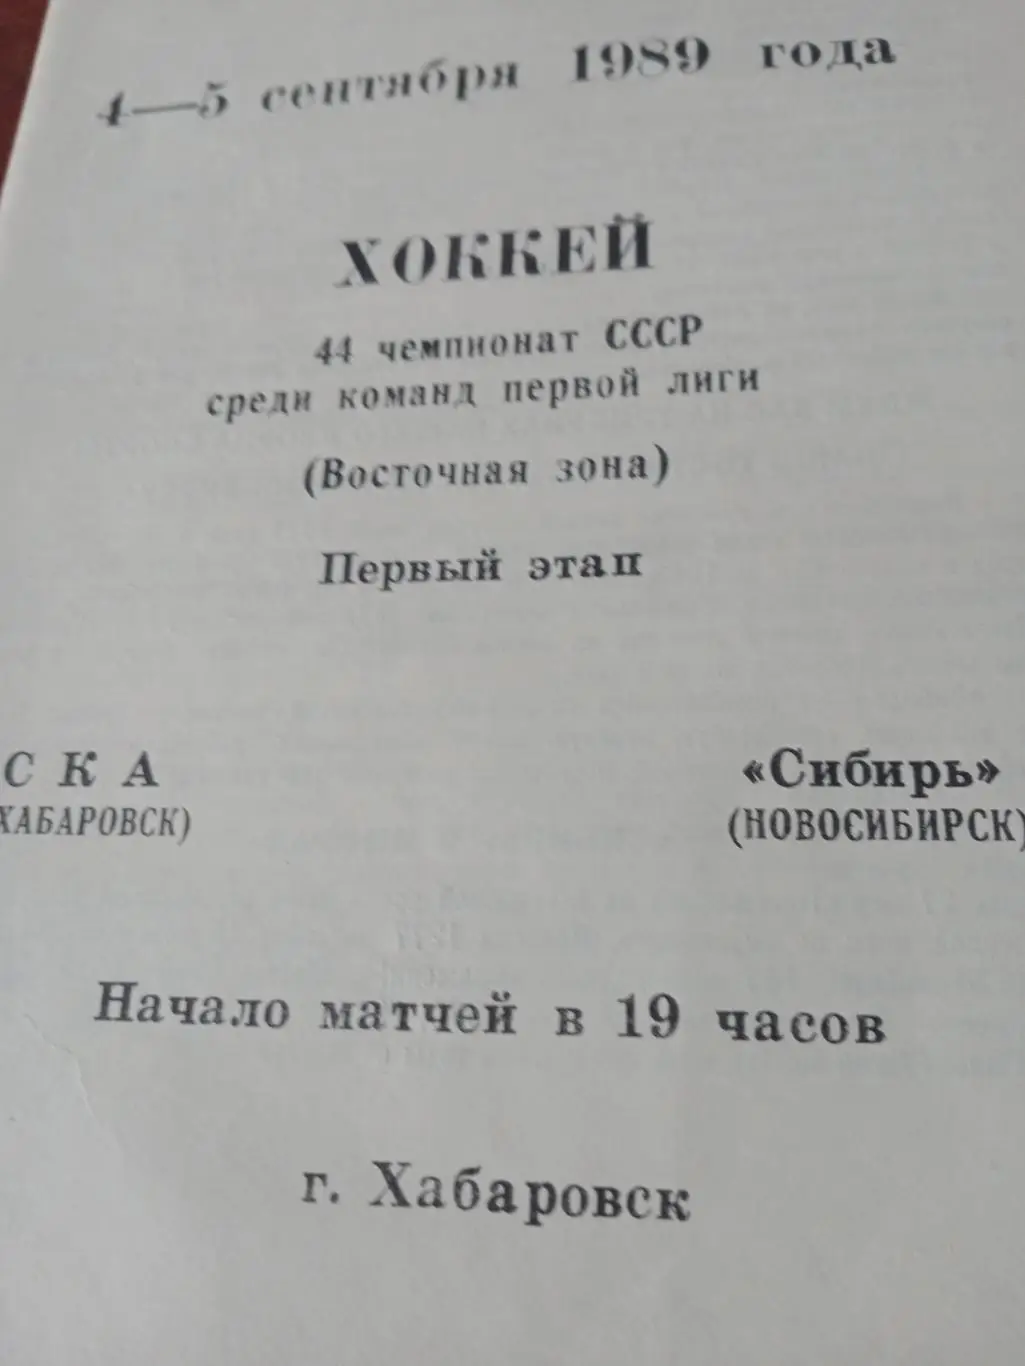 4—5 сентября 1989 года
ХОККЕЙ
44 чемпионат СССР
среди команд первой лиги
(Восточная зона)
Первый этап
СКА «Сибирь»
ХАБАРОВСК) (НОВОСИБИРСК)
Начало матчей в 19 часов
г. Хабаровск